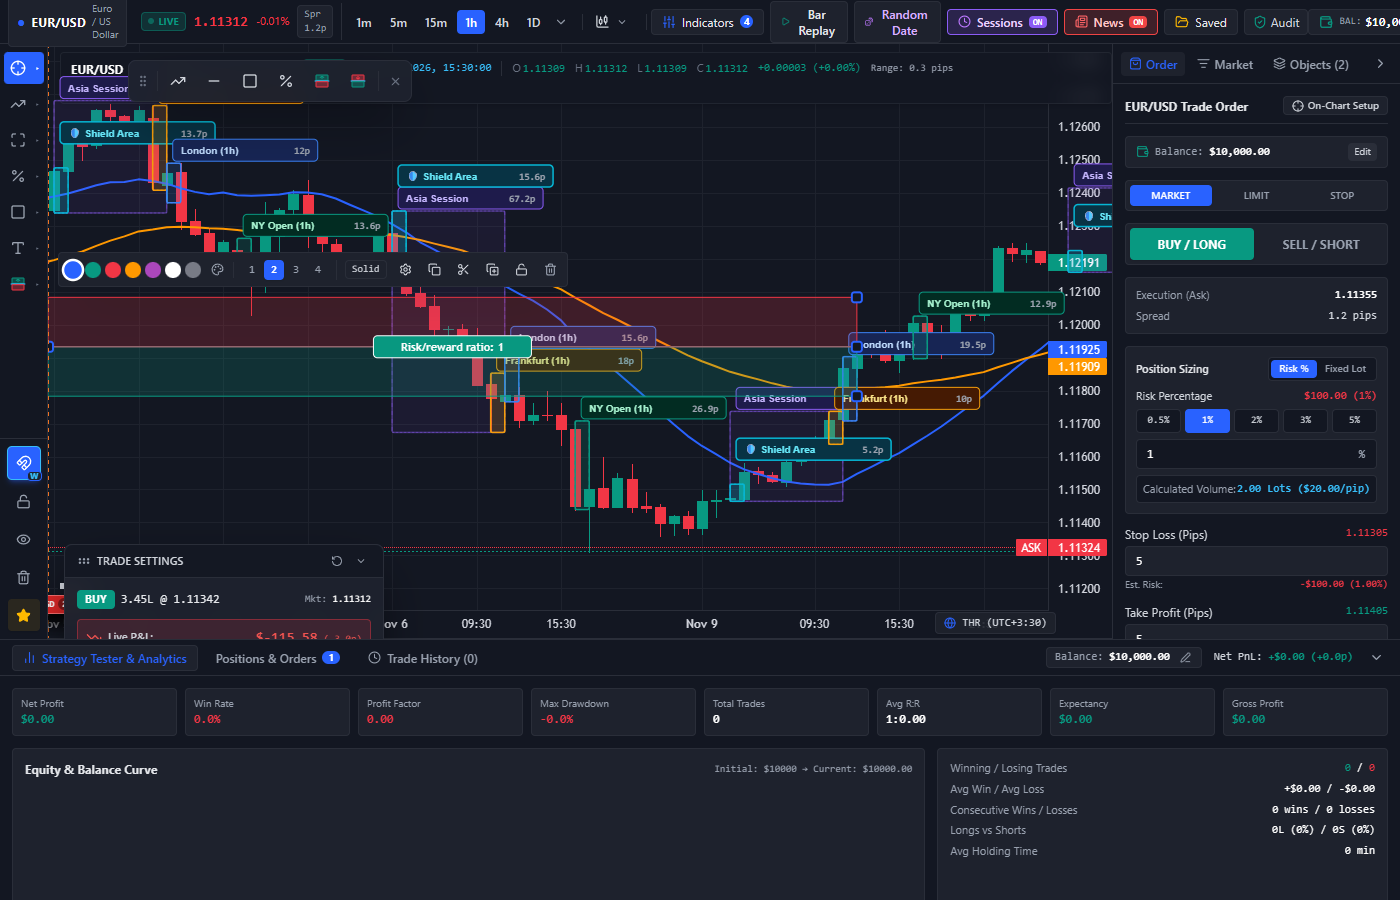 EUR/USD
Euro
/ US
Dollar
LIVE
1.11312
-0.01%
Spr
1.2p
1m
5m
15m
1h
4h
1D
Indicators
4
Bar
Replay
Random
Date
Sessions
ON
News
ON
Saved
Audit
BAL:
$10,0
EUR/USD
026, 15:30:00
O1.11309
H1.11312
L1.11309
C1.11312
+0.00003 (+0.00%)
Range: 0.3 pips
Asia Session
Shield Area
13.7p
London (1h)
12p
Shield Area
15.6p
Asia Session
67.2p
NY Open (1h)
13.6p
1
2
3
4
Solid
Risk/reward ratio: 1
ndon (1h)
15.6p
Frankfurt (1h)
18p
NY Open (1h)
26.9p
Asia Session
kfurt (1h)
10p
Shield Area
5.2p
ondon (1h)
19.5p
NY Open (1h)
12.9p
Asia S
Sh
1.12600
1.12500
1.12400
1.12300
1.12191
1.12100
1.12000
1.11925
1.11909
1.11800
1.11700
1.11600
1.11500
1.11400
ASK
1.11324
1.11300
1.11200
TRADE SETTINGS
BUY
3.45L @ 1.11342
Mkt: 1.11312
Live P&L:
$-115.58
ov 6
09:30
15:30
Nov 9
09:30
15:30
THR (UTC+3:30)
Order
Market
Objects (2)
EUR/USD Trade Order
On-Chart Setup
Balance: $10,000.00
Edit
MARKET
LIMIT
STOP
BUY / LONG
SELL / SHORT
Execution (Ask)
1.11355
Spread
1.2 pips
Position Sizing
Risk %
Fixed Lot
Risk Percentage
$100.00 (1%)
0.5%
1%
2%
3%
5%
1
%
Calculated Volume:
2.00 Lots ($20.00/pip)
Stop Loss (Pips)
1.11305
5
Est. Risk:
-$100.00 (1.00%)
Take Profit (Pips)
1.11405
5
Strategy Tester & Analytics
Positions & Orders
1
Trade History (0)
Balance: $10,000.00
Net PnL: +$0.00 (+0.0p)
Net Profit
$0.00
Win Rate
0.0%
Profit Factor
0.00
Max Drawdown
-0.0%
Total Trades
0
Avg R:R
1:0.00
Expectancy
$0.00
Gross Profit
$0.00
Equity & Balance Curve
Initial: $10000 → Current: $10000.00
Winning / Losing Trades
0 / 0
Avg Win / Avg Loss
+$0.00 / -$0.00
Consecutive Wins / Losses
0 wins / 0 losses
Longs vs Shorts
0L (0%) / 0S (0%)
Avg Holding Time
0 min